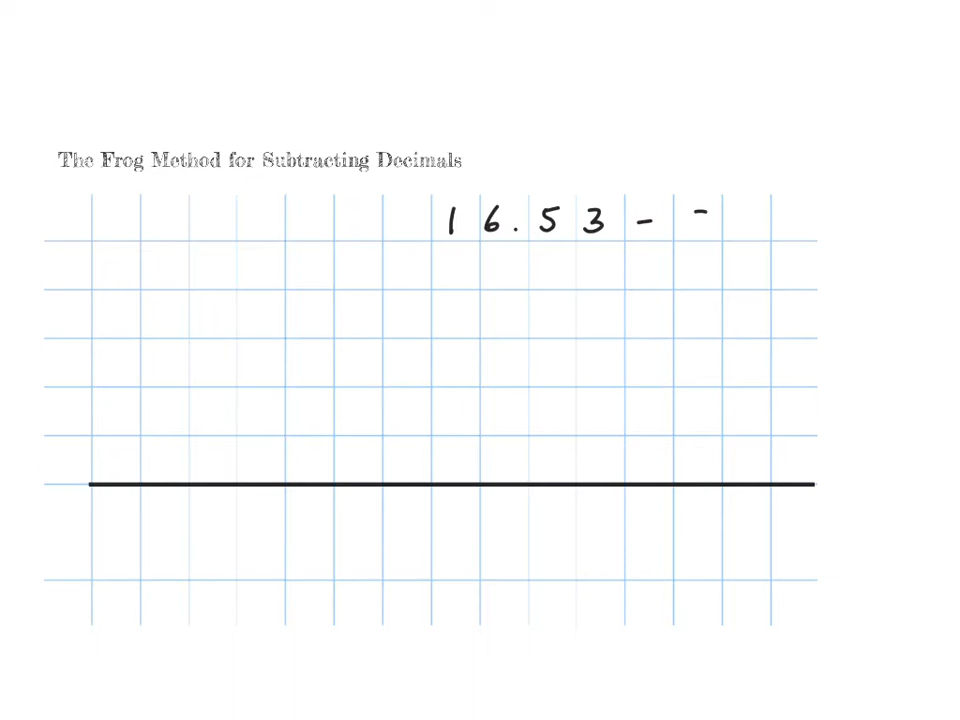 The Frog Method for Subtracting Decimals
16.53 -